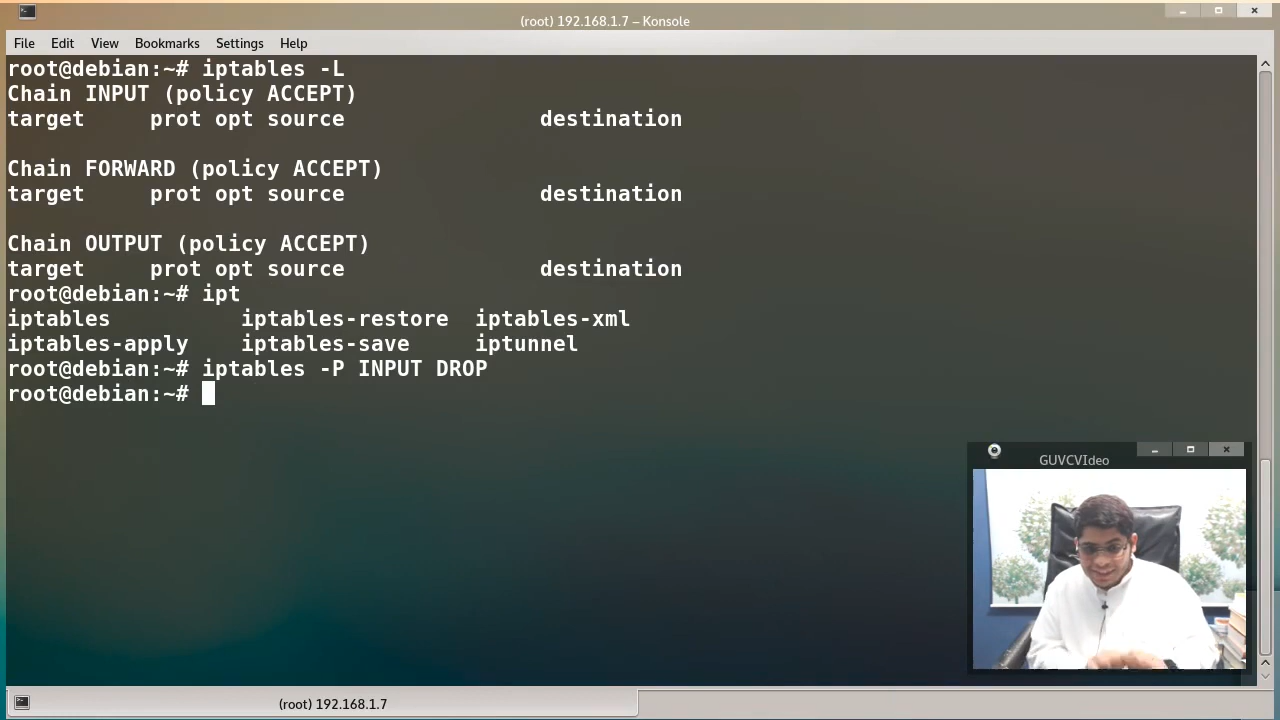 (root) 192.168.1.7 – Konsole
File Edit View Bookmarks Settings Help
root@debian:~# iptables -L
Chain INPUT (policy ACCEPT)
target     prot opt source               destination

Chain FORWARD (policy ACCEPT)
target     prot opt source               destination

Chain OUTPUT (policy ACCEPT)
target     prot opt source               destination
root@debian:~# ipt
iptables          iptables-restore  iptables-xml
iptables-apply    iptables-save     iptunnel
root@debian:~# iptables -P INPUT DROP
root@debian:~#
GUVCVIdeo
(root) 192.168.1.7